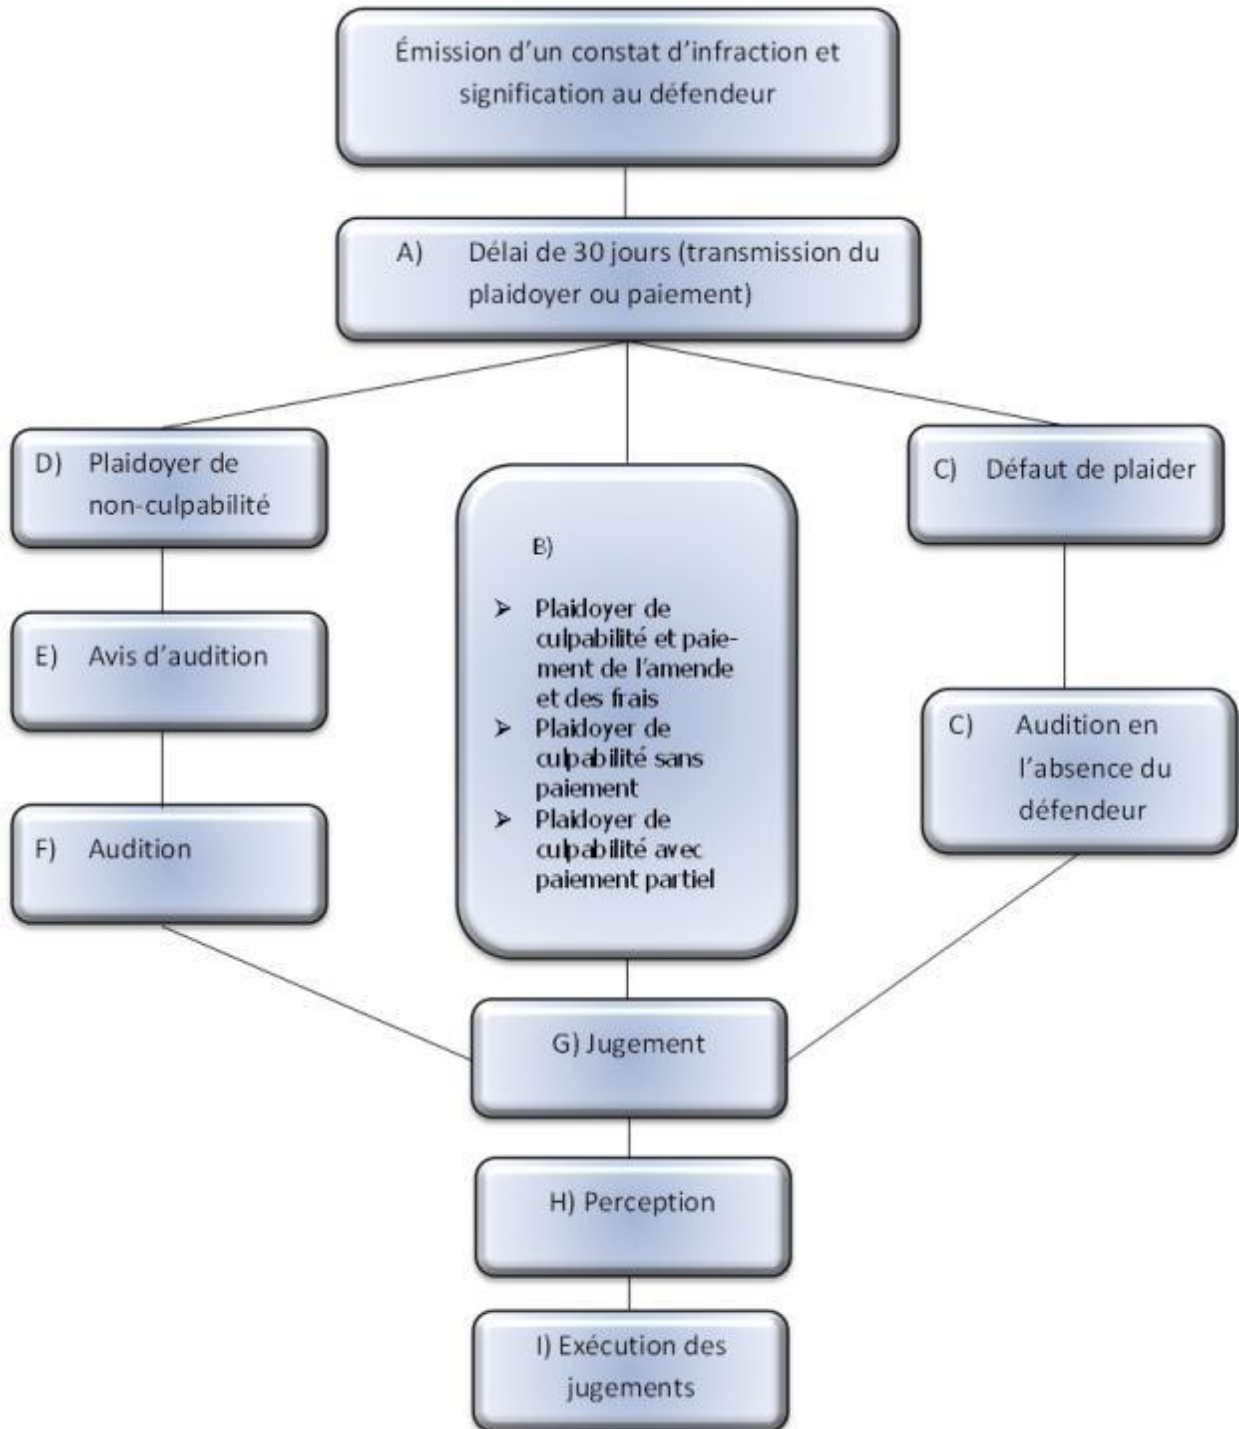 Émission d'un constat d'infraction et
signification au défendeur
A) Délai de 30 jours (transmission du
plaidoyer ou paiement)
D) Plaidoyer de
non-culpabilité
E) Avis d'audition
F) Audition
B)
➢ Plaidoyer de
culpabilité et paie-
ment de l'amende
et des frais
➢ Plaidoyer de
culpabilité sans
paiement
➢ Plaidoyer de
culpabilité avec
paiement partiel
C) Défaut de plaider
C) Audition en
l'absence du
défendeur
G) Jugement
H) Perception
I) Exécution des
jugements